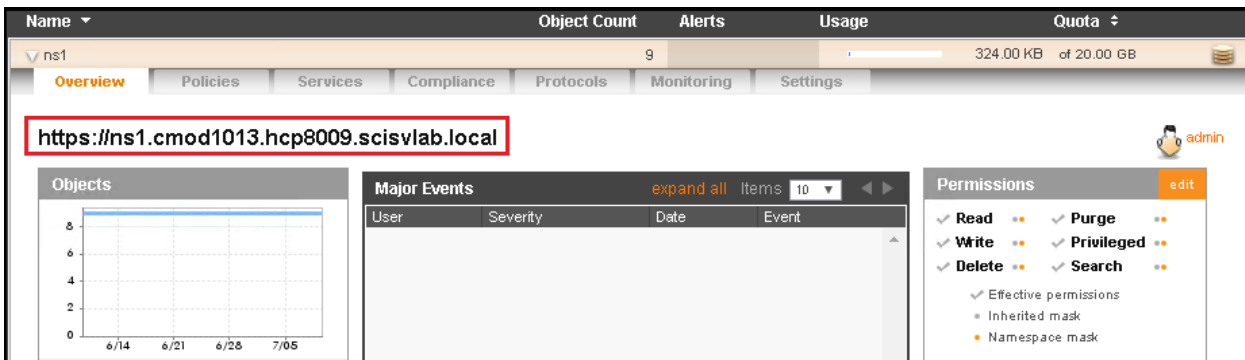 Name Object Count Alerts Usage Quota
ns1 9 324.00 KB of 20.00 GB
Overview Policies Services Compliance Protocols Monitoring Settings
https://ns1.cmod1013.hcp8009.scisvlab.local
admin
Objects
8
6
4
2
0
6/14 6/21 6/28 7/05
Major Events expand all Items 10
User Severity Date Event
Permissions edit
Read Purge
Write Privileged
Delete Search
Effective permissions
Inherited mask
Namespace mask